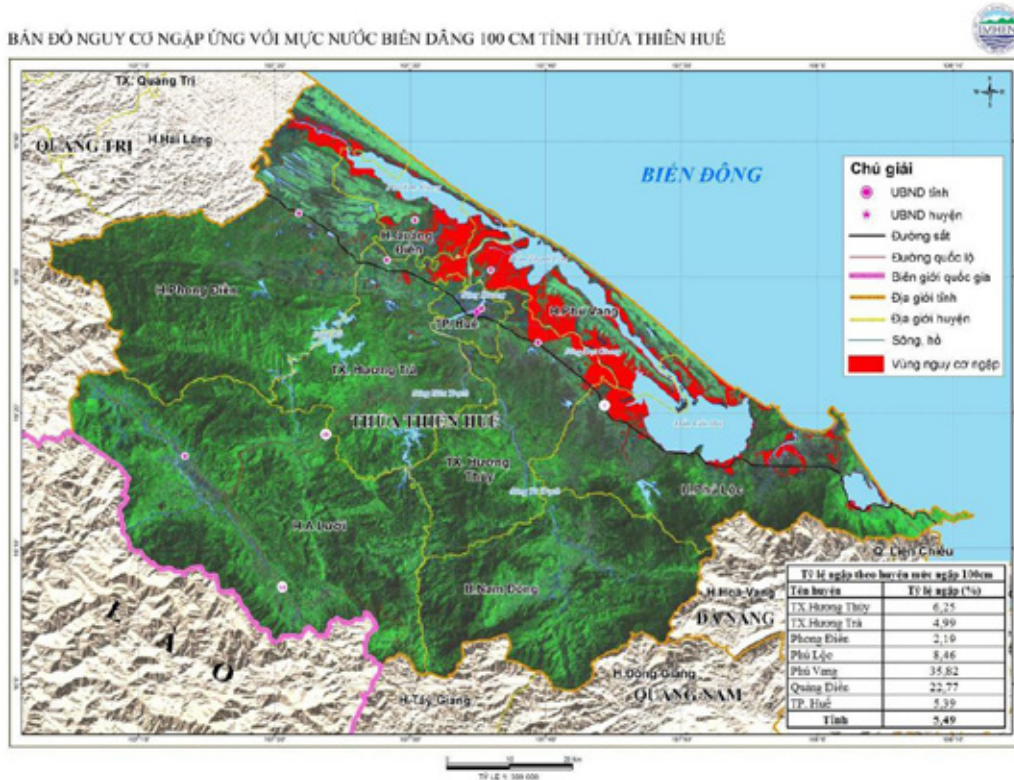 BẢN ĐỒ NGUY CƠ NGẬP ỨNG VỚI MỰC NƯỚC BIỂN DÂNG 100 CM TỈNH THỪA THIÊN HUẾ
TX. Quảng Trị
H.Hải Lăng
QUẢNG TRỊ
BIỂN ĐÔNG
Chú giải
UBND tỉnh
UBND huyện
Đường sắt
Đường quốc lộ
Biên giới quốc gia
Địa giới tỉnh
Địa giới huyện
Sông, hồ
Vùng nguy cơ ngập
H.Quảng Điền
H.Phong Điền
TP. Huế
H.Phú Vang
TX. Hương Trà
THỪA THIÊN HUẾ
TX. Hương Thủy
H.Phú Lộc
H.A Lưới
H.Nam Đông
Q. Liên Chiểu
H.Hoà Vang
ĐÀ NẴNG
LÀO
H.Đông Giang
H.Tây Giang
QUẢNG NAM
Tỷ lệ ngập theo huyện mức ngập 100cm
Tên huyện Tỷ lệ ngập (%)
TX.Hương Thủy 6,25
TX.Hương Trà 4,99
Phong Điền 2,19
Phú Lộc 8,46
Phú Vang 35,82
Quảng Điền 22,77
TP. Huế 5,39
Tỉnh 5,49